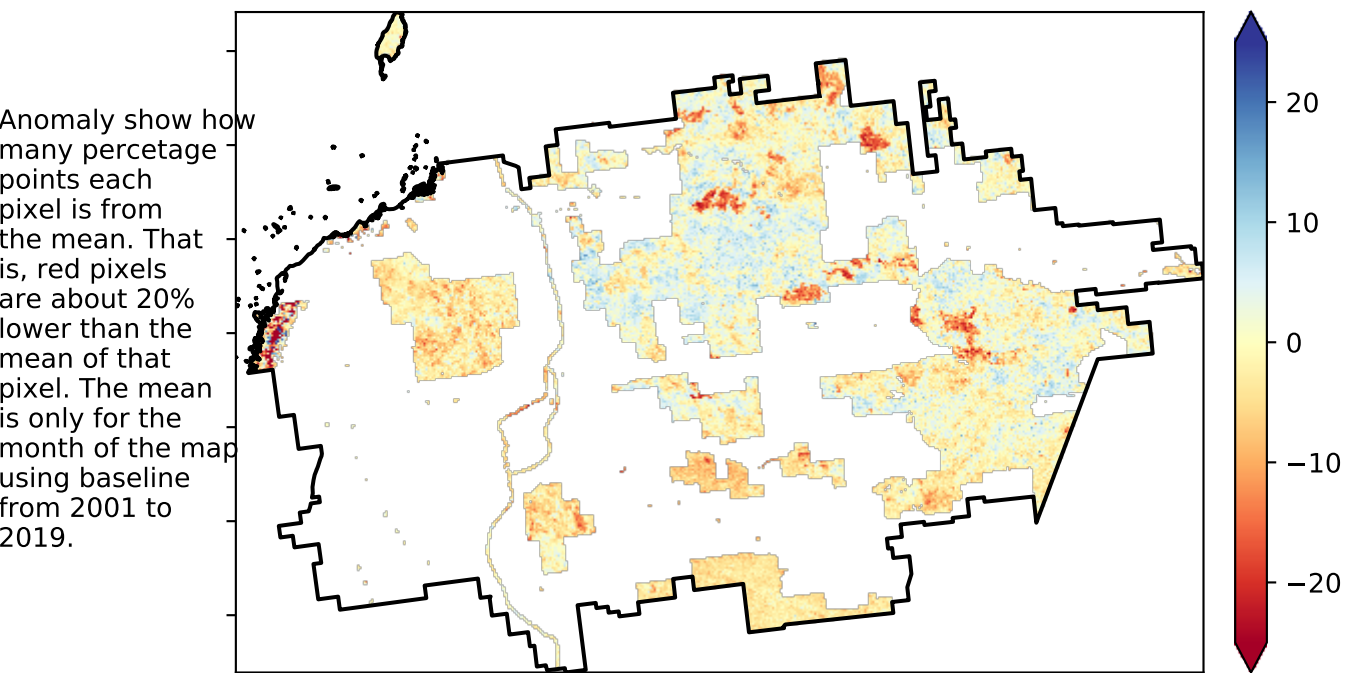 Anomaly show how
many percetage
points each
pixel is from
the mean. That
is, red pixels
are about 20%
lower than the
mean of that
pixel. The mean
is only for the
month of the map
using baseline
from 2001 to
2019.
20
10
0
−10
−20